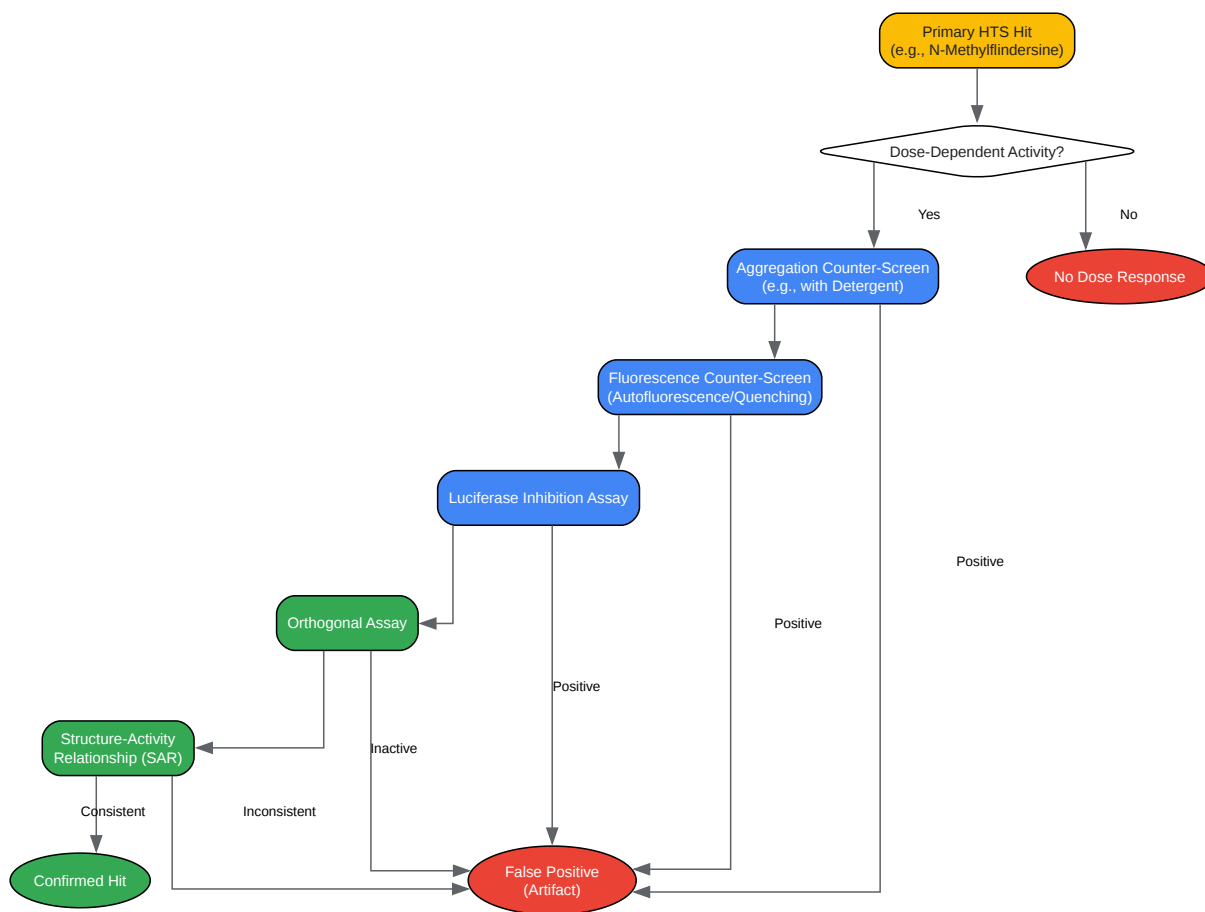 Primary HTS Hit
(e.g., N-Methylflindersine)
Dose-Dependent Activity?
Yes
No
Aggregation Counter-Screen
(e.g., with Detergent)
No Dose Response
Fluorescence Counter-Screen
(Autofluorescence/Quenching)
Luciferase Inhibition Assay
Positive
Orthogonal Assay
Positive
Positive
Structure-Activity
Relationship (SAR)
Inactive
Consistent
Inconsistent
Confirmed Hit
False Positive
(Artifact)